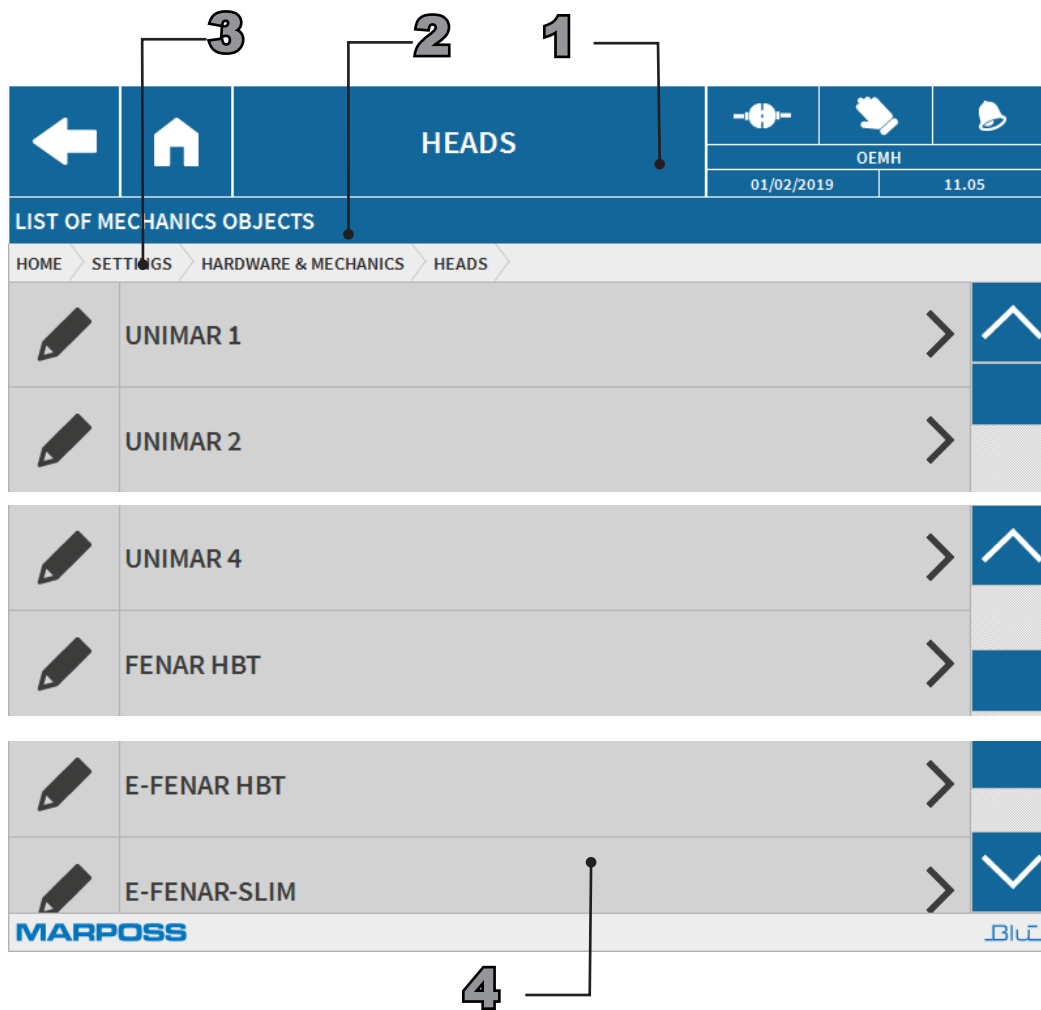 3 2 1
HEADS
OEMH
01/02/2019 11.05
LIST OF MECHANICS OBJECTS
HOME SETTINGS HARDWARE & MECHANICS HEADS
UNIMAR 1
UNIMAR 2
UNIMAR 4
FENAR HBT
E-FENAR HBT
E-FENAR-SLIM
MARPOSS Blú
4